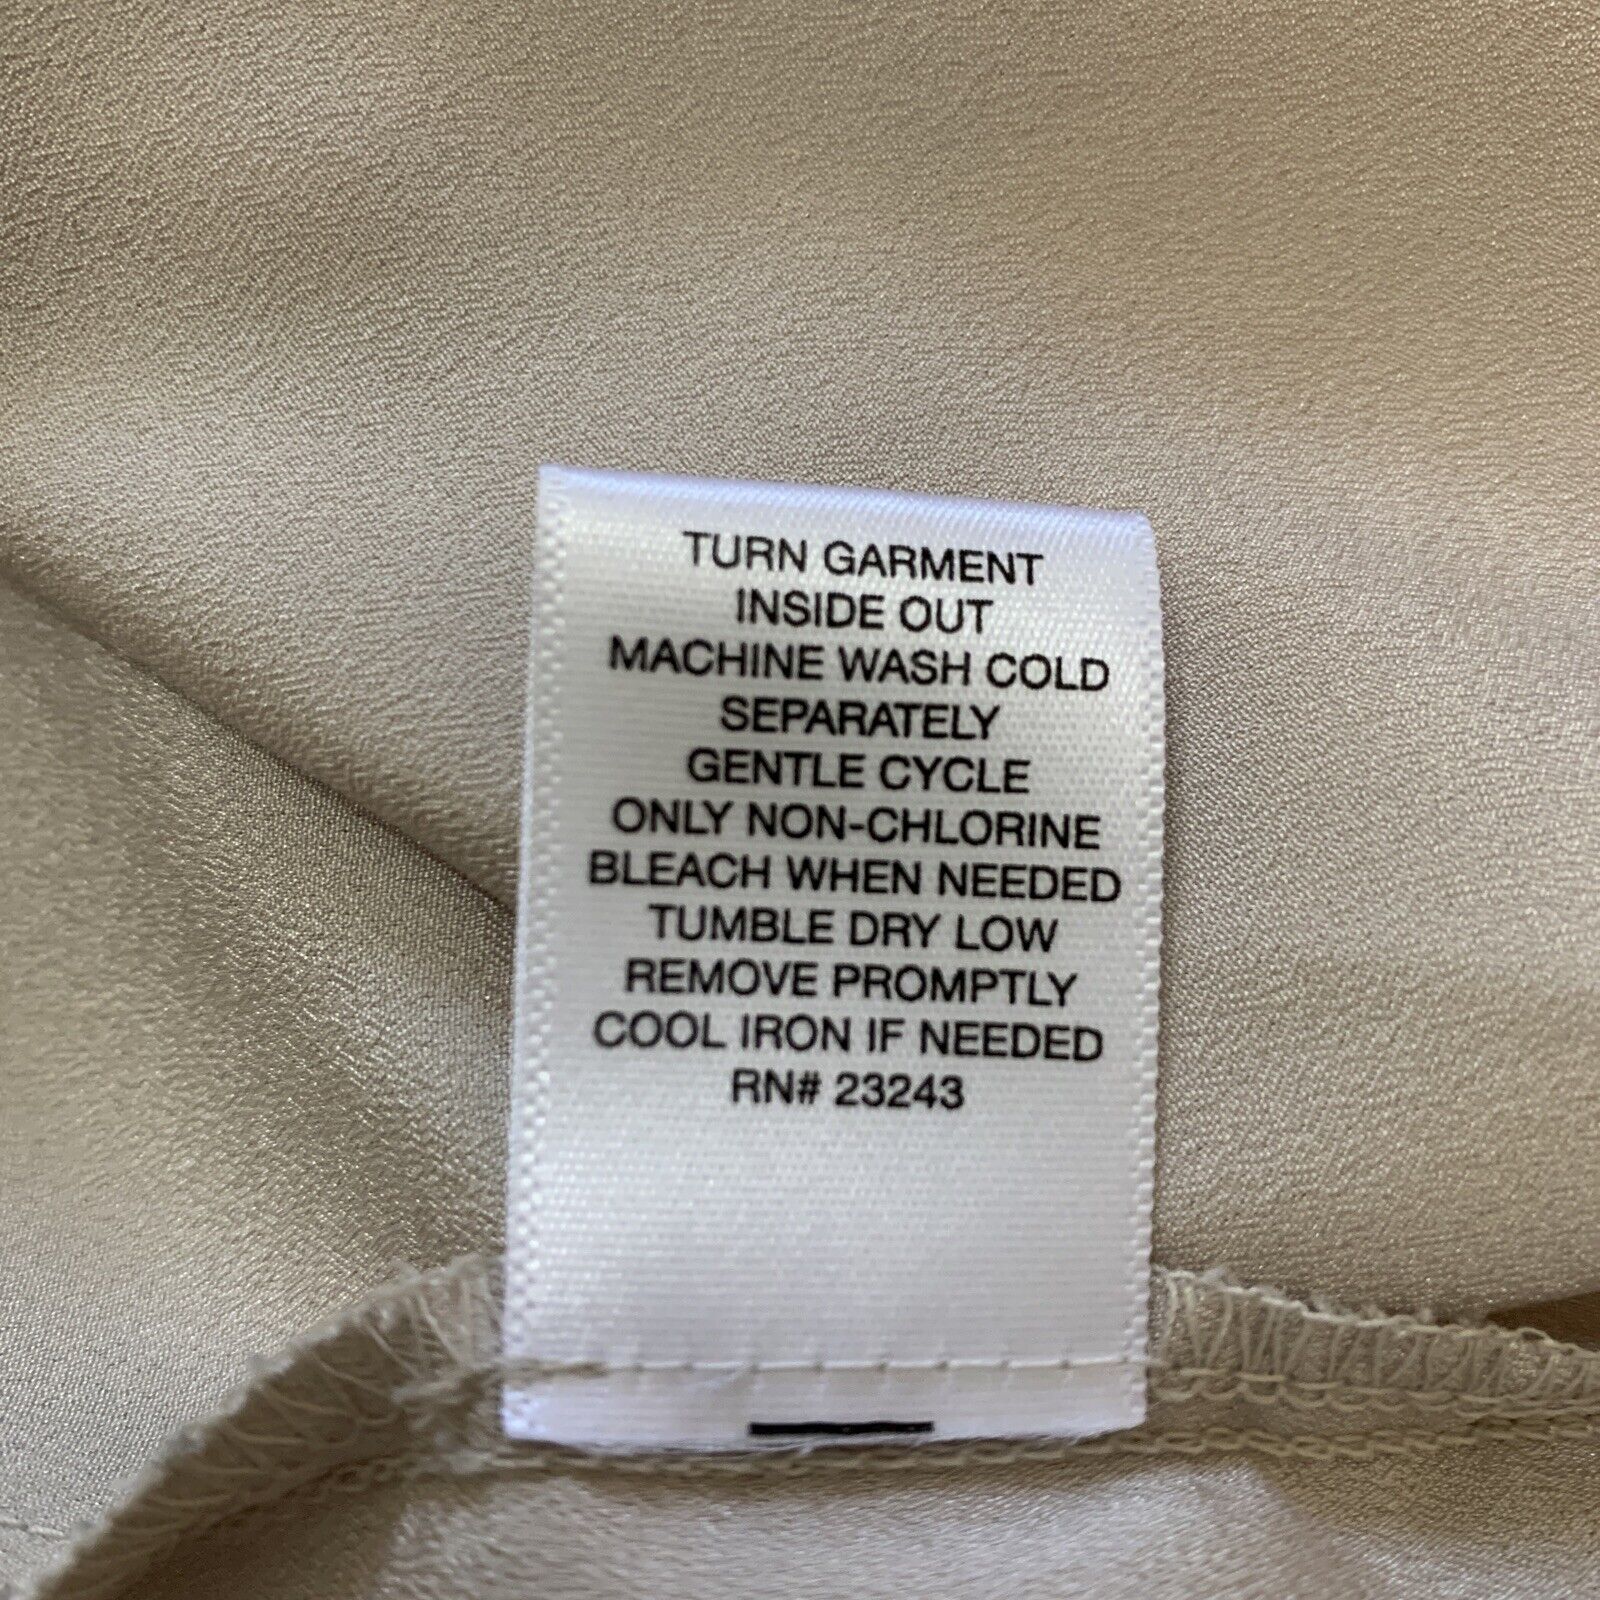 TURN GARMENT
INSIDE OUT
MACHINE WASH COLD
SEPARATELY
GENTLE CYCLE
ONLY NON-CHLORINE
BLEACH WHEN NEEDED
TUMBLE DRY LOW
REMOVE PROMPTLY
COOL IRON IF NEEDED
RN# 23243